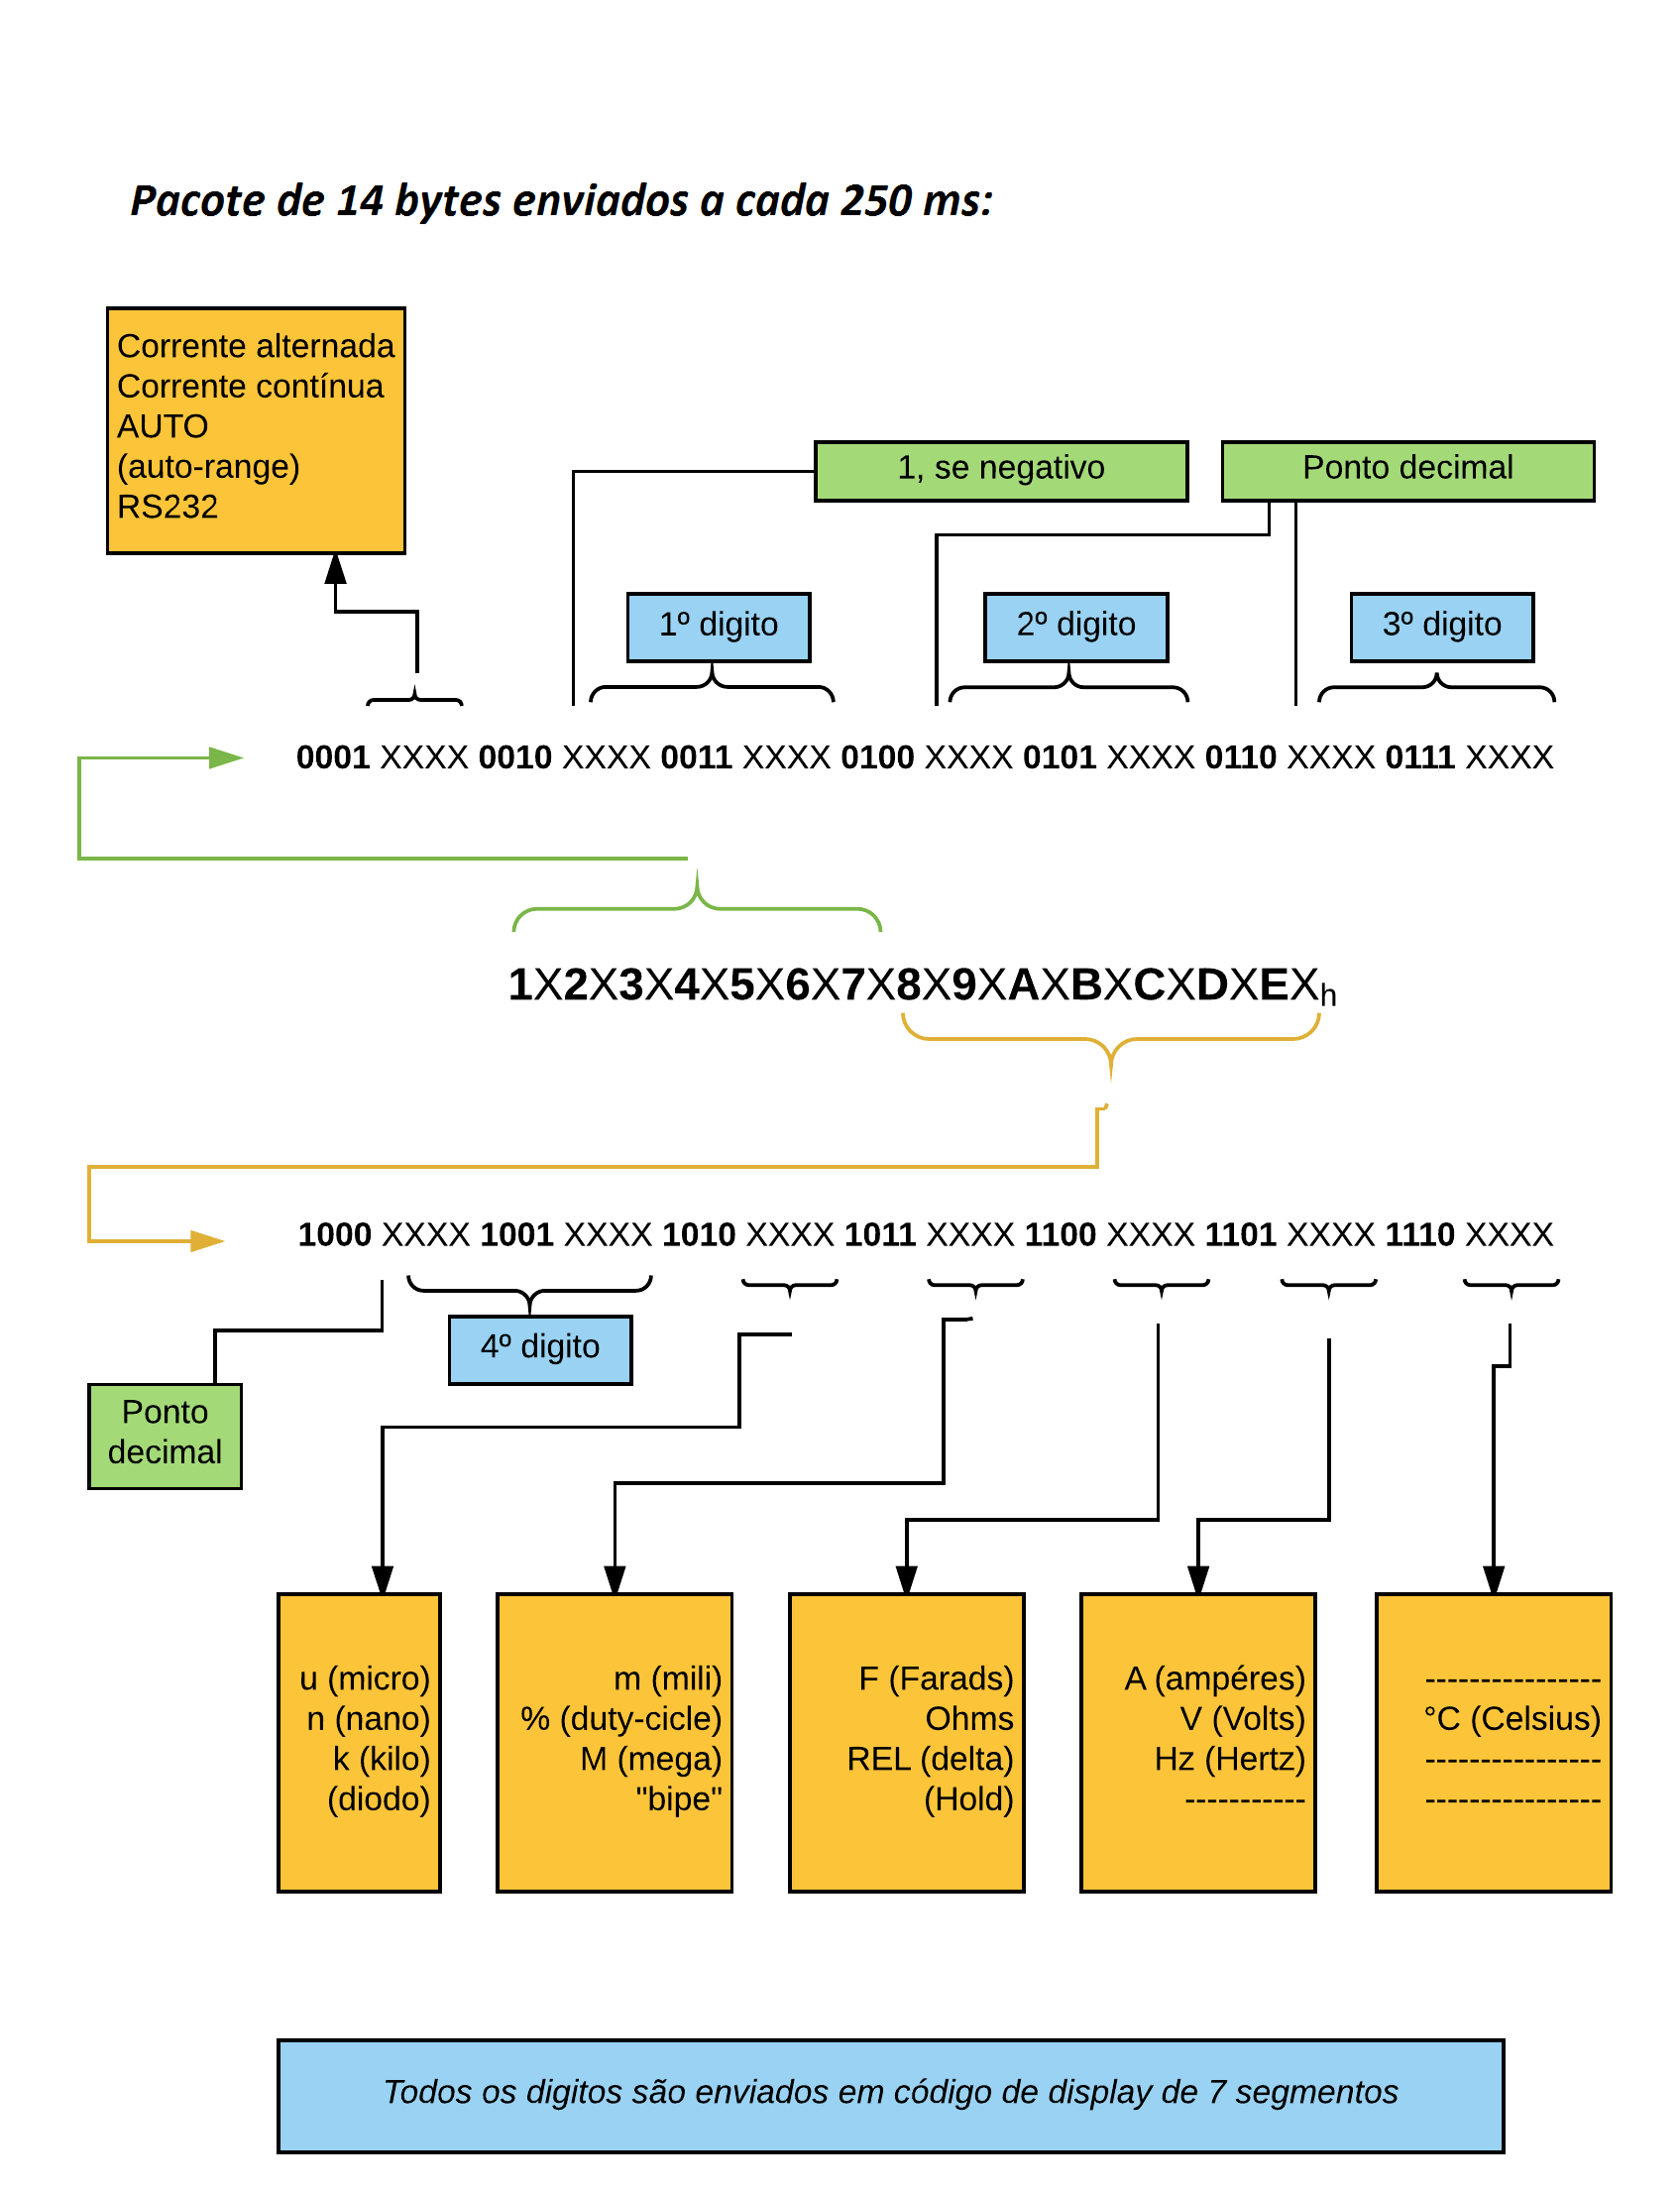 Pacote de 14 bytes enviados a cada 250 ms:
Corrente alternada
Corrente contínua
AUTO
(auto-range)
RS232
1, se negativo
Ponto decimal
1º digito
2º digito
3º digito
0001 XXXX 0010 XXXX 0011 XXXX 0100 XXXX 0101 XXXX 0110 XXXX 0111 XXXX
1X2X3X4X5X6X7X8X9XAXBXCXDXEXh
1000 XXXX 1001 XXXX 1010 XXXX 1011 XXXX 1100 XXXX 1101 XXXX 1110 XXXX
4º digito
Ponto
decimal
u (micro)
n (nano)
k (kilo)
(diodo)
m (mili)
% (duty-cicle)
M (mega)
"bipe"
F (Farads)
Ohms
REL (delta)
(Hold)
A (ampéres)
V (Volts)
Hz (Hertz)
-----------
----------------
°C (Celsius)
----------------
----------------
Todos os digitos são enviados em código de display de 7 segmentos